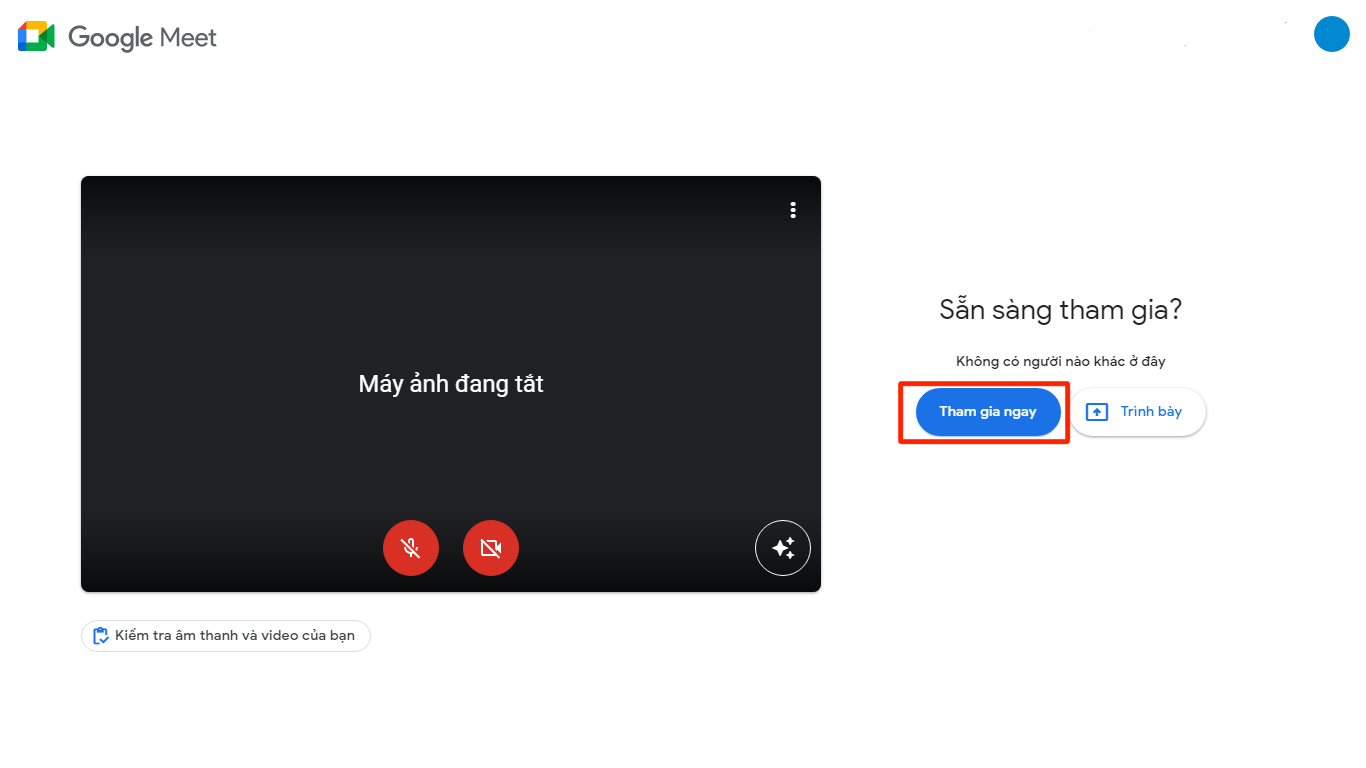 Google Meet
Máy ảnh đang tắt
Kiểm tra âm thanh và video của bạn
Sẵn sàng tham gia?
Không có người nào khác ở đây
Tham gia ngay
Trình bày